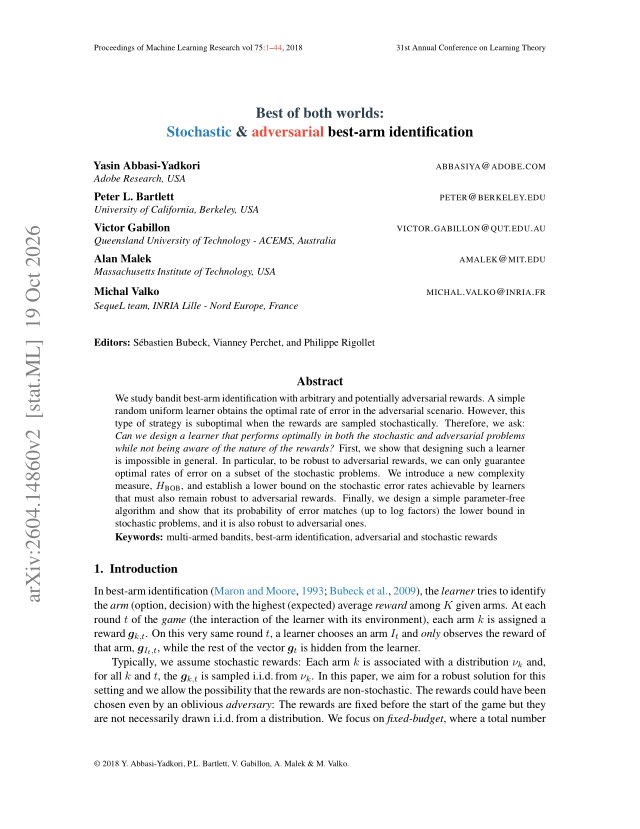 Proceedings of Machine Learning Research vol 75:1–44, 2018 31st Annual Conference on Learning Theory
Best of both worlds:
Stochastic & adversarial best-arm identification
Yasin Abbasi-Yadkori ABBASIYA@ADOBE.COM
Adobe Research, USA
Peter L. Bartlett PETER@BERKELEY.EDU
University of California, Berkeley, USA
Victor Gabillon VICTOR.GABILLON@QUT.EDU.AU
Queensland University of Technology - ACEMS, Australia
Alan Malek AMALEK@MIT.EDU
Massachusetts Institute of Technology, USA
Michal Valko MICHAL.VALKO@INRIA.FR
SequeL team, INRIA Lille - Nord Europe, France
Editors: Sébastien Bubeck, Vianney Perchet, and Philippe Rigollet
Abstract
We study bandit best-arm identification with arbitrary and potentially adversarial rewards. A simple
random uniform learner obtains the optimal rate of error in the adversarial scenario. However, this
type of strategy is suboptimal when the rewards are sampled stochastically. Therefore, we ask:
Can we design a learner that performs optimally in both the stochastic and adversarial problems
while not being aware of the nature of the rewards? First, we show that designing such a learner
is impossible in general. In particular, to be robust to adversarial rewards, we can only guarantee
optimal rates of error on a subset of the stochastic problems. We introduce a new complexity
measure, H_BOB, and establish a lower bound on the stochastic error rates achievable by learners
that must also remain robust to adversarial rewards. Finally, we design a simple parameter-free
algorithm and show that its probability of error matches (up to log factors) the lower bound in
stochastic problems, and it is also robust to adversarial ones.
Keywords: multi-armed bandits, best-arm identification, adversarial and stochastic rewards
1. Introduction
In best-arm identification (Maron and Moore, 1993; Bubeck et al., 2009), the learner tries to identify
the arm (option, decision) with the highest (expected) average reward among K given arms. At each
round t of the game (the interaction of the learner with its environment), each arm k is assigned a
reward g_{k,t}. On this very same round t, a learner chooses an arm I_t and only observes the reward of
that arm, g_{I_t,t}, while the rest of the vector g_t is hidden from the learner.
Typically, we assume stochastic rewards: Each arm k is associated with a distribution ν_k and,
for all k and t, the g_{k,t} is sampled i.i.d. from ν_k. In this paper, we aim for a robust solution for this
setting and we allow the possibility that the rewards are non-stochastic. The rewards could have been
chosen even by an oblivious adversary: The rewards are fixed before the start of the game but they
are not necessarily drawn i.i.d. from a distribution. We focus on fixed-budget, where a total number
© 2018 Y. Abbasi-Yadkori, P.L. Bartlett, V. Gabillon, A. Malek & M. Valko.
arXiv:2604.14860v2 [stat.ML] 19 Oct 2026